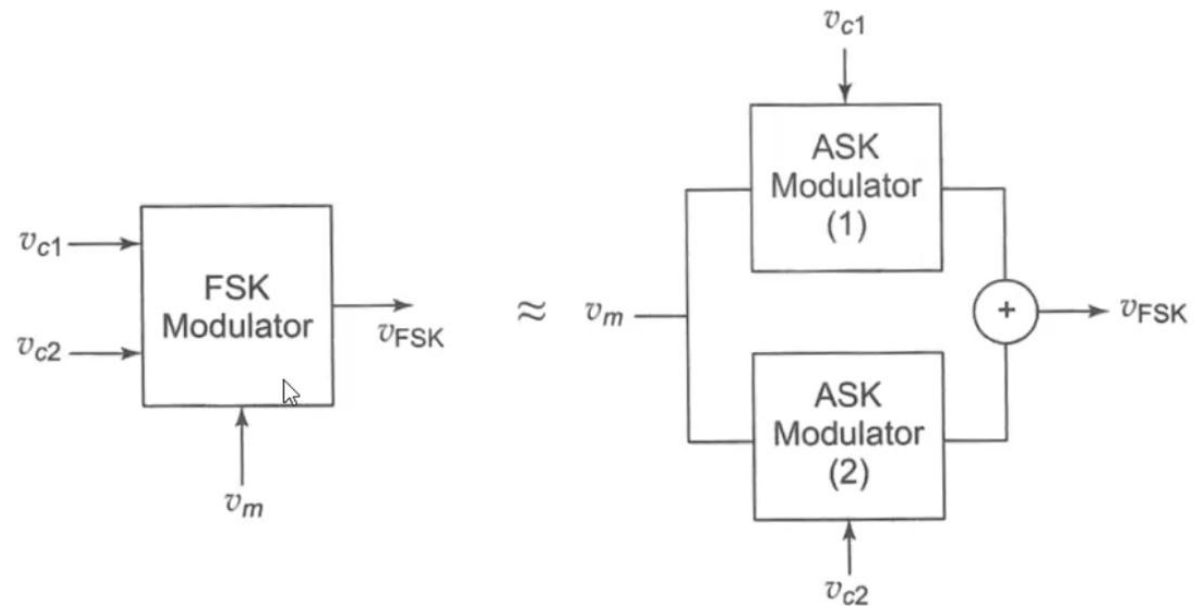 v_c1
v_c2
FSK
Modulator
v_FSK
v_m
≈
v_m
v_c1
ASK
Modulator
(1)
+
v_FSK
ASK
Modulator
(2)
v_c2